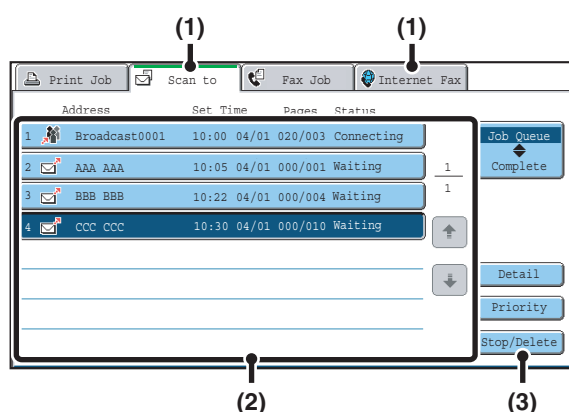 (1) (1)
Print Job Scan to Fax Job Internet Fax
Address Set Time Pages Status
1 Broadcast0001 10:00 04/01 020/003 Connecting
Job Queue
2 AAA AAA 10:05 04/01 000/001 Waiting 1
Complete
3 BBB BBB 10:22 04/01 000/004 Waiting 1
4 CCC CCC 10:30 04/01 000/010 Waiting
Detail
Priority
Stop/Delete
(2) (3)